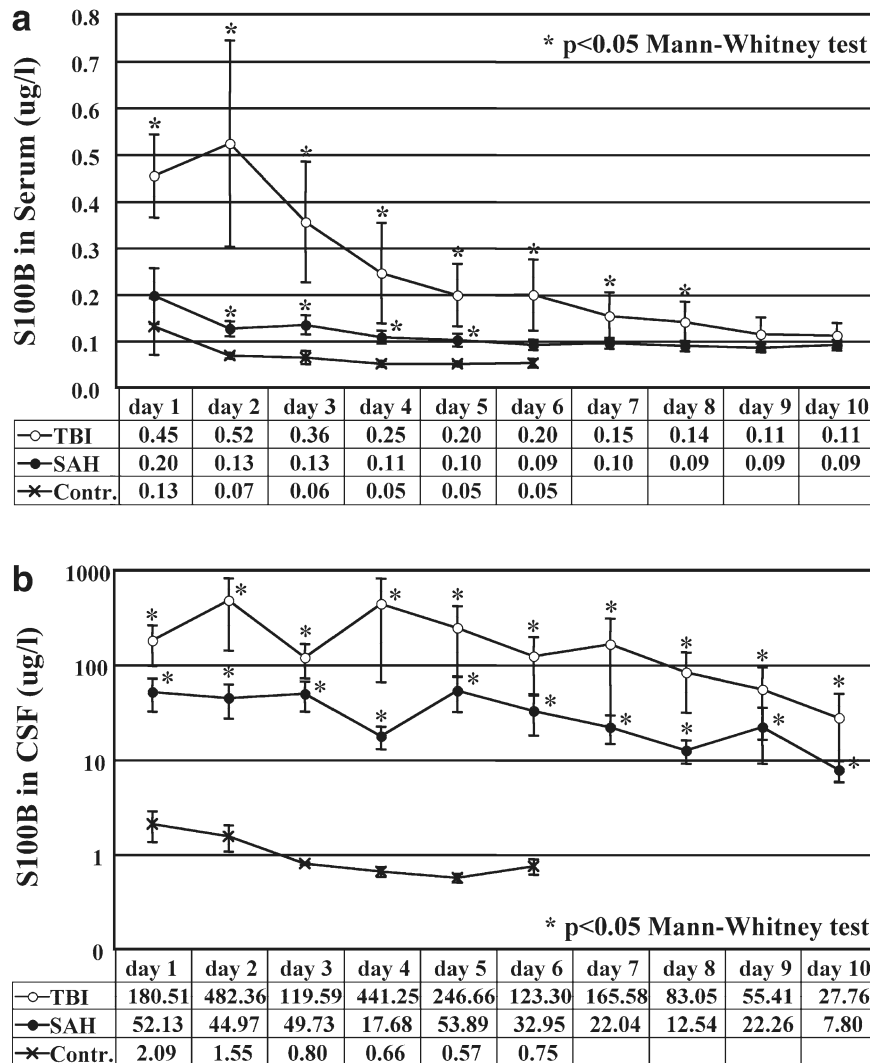 a
S100B in Serum (ug/l)
* p<0.05 Mann-Whitney test
0.8
0.7
0.6
0.5
0.4
0.3
0.2
0.1
0.0
day 1 day 2 day 3 day 4 day 5 day 6 day 7 day 8 day 9 day 10
TBI 0.45 0.52 0.36 0.25 0.20 0.20 0.15 0.14 0.11 0.11
SAH 0.20 0.13 0.13 0.11 0.10 0.09 0.10 0.09 0.09 0.09
Contr. 0.13 0.07 0.06 0.05 0.05 0.05
b
S100B in CSF (ug/l)
1000
100
10
1
0
* p<0.05 Mann-Whitney test
day 1 day 2 day 3 day 4 day 5 day 6 day 7 day 8 day 9 day 10
TBI 180.51 482.36 119.59 441.25 246.66 123.30 165.58 83.05 55.41 27.76
SAH 52.13 44.97 49.73 17.68 53.89 32.95 22.04 12.54 22.26 7.80
Contr. 2.09 1.55 0.80 0.66 0.57 0.75